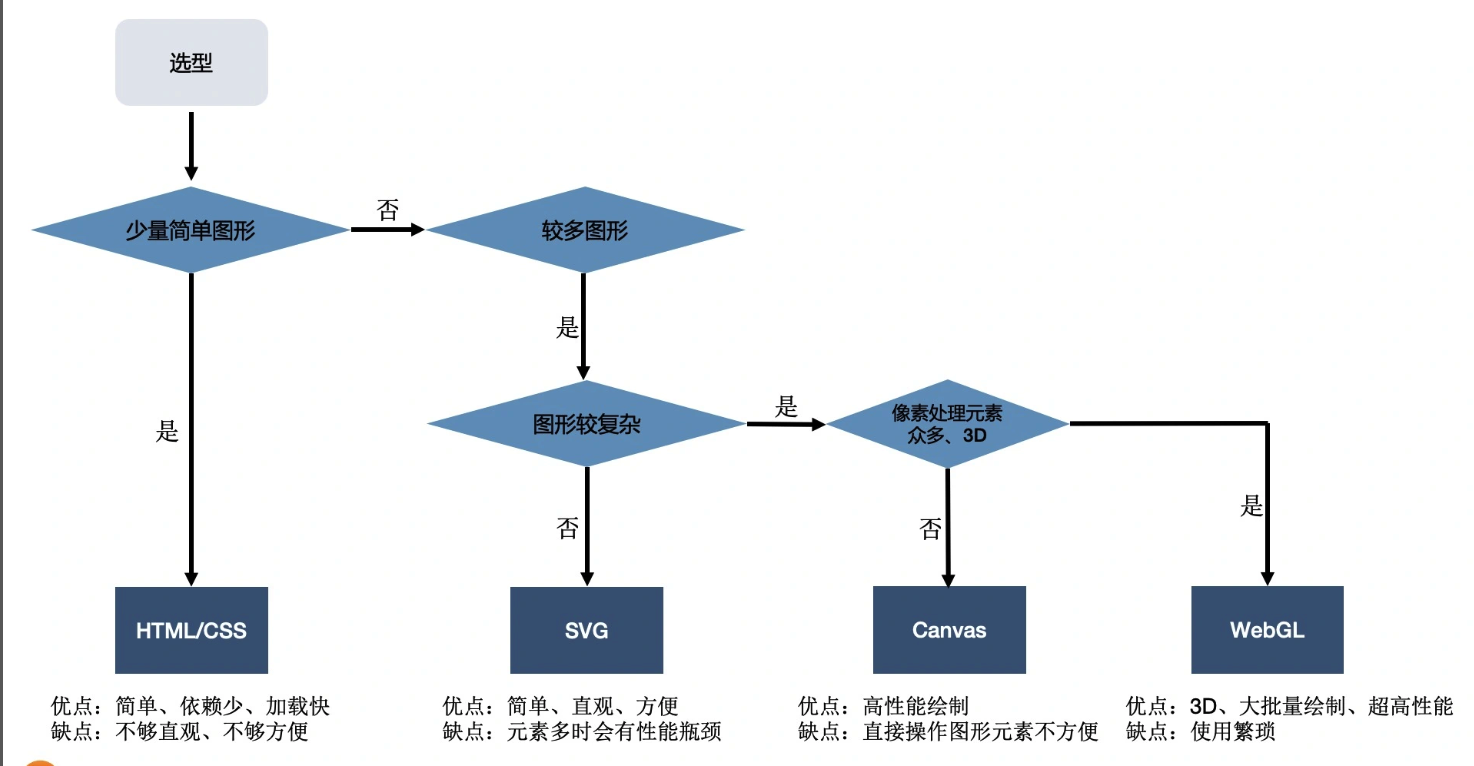 选型
少量简单图形
否
较多图形
是
是
图形较复杂
是
像素处理元素
众多、3D
否
否
是
HTML/CSS
SVG
Canvas
WebGL
优点：简单、依赖少、加载快
缺点：不够直观、不够方便
优点：简单、直观、方便
缺点：元素多时会有性能瓶颈
优点：高性能绘制
缺点：直接操作图形元素不方便
优点：3D、大批量绘制、超高性能
缺点：使用繁琐